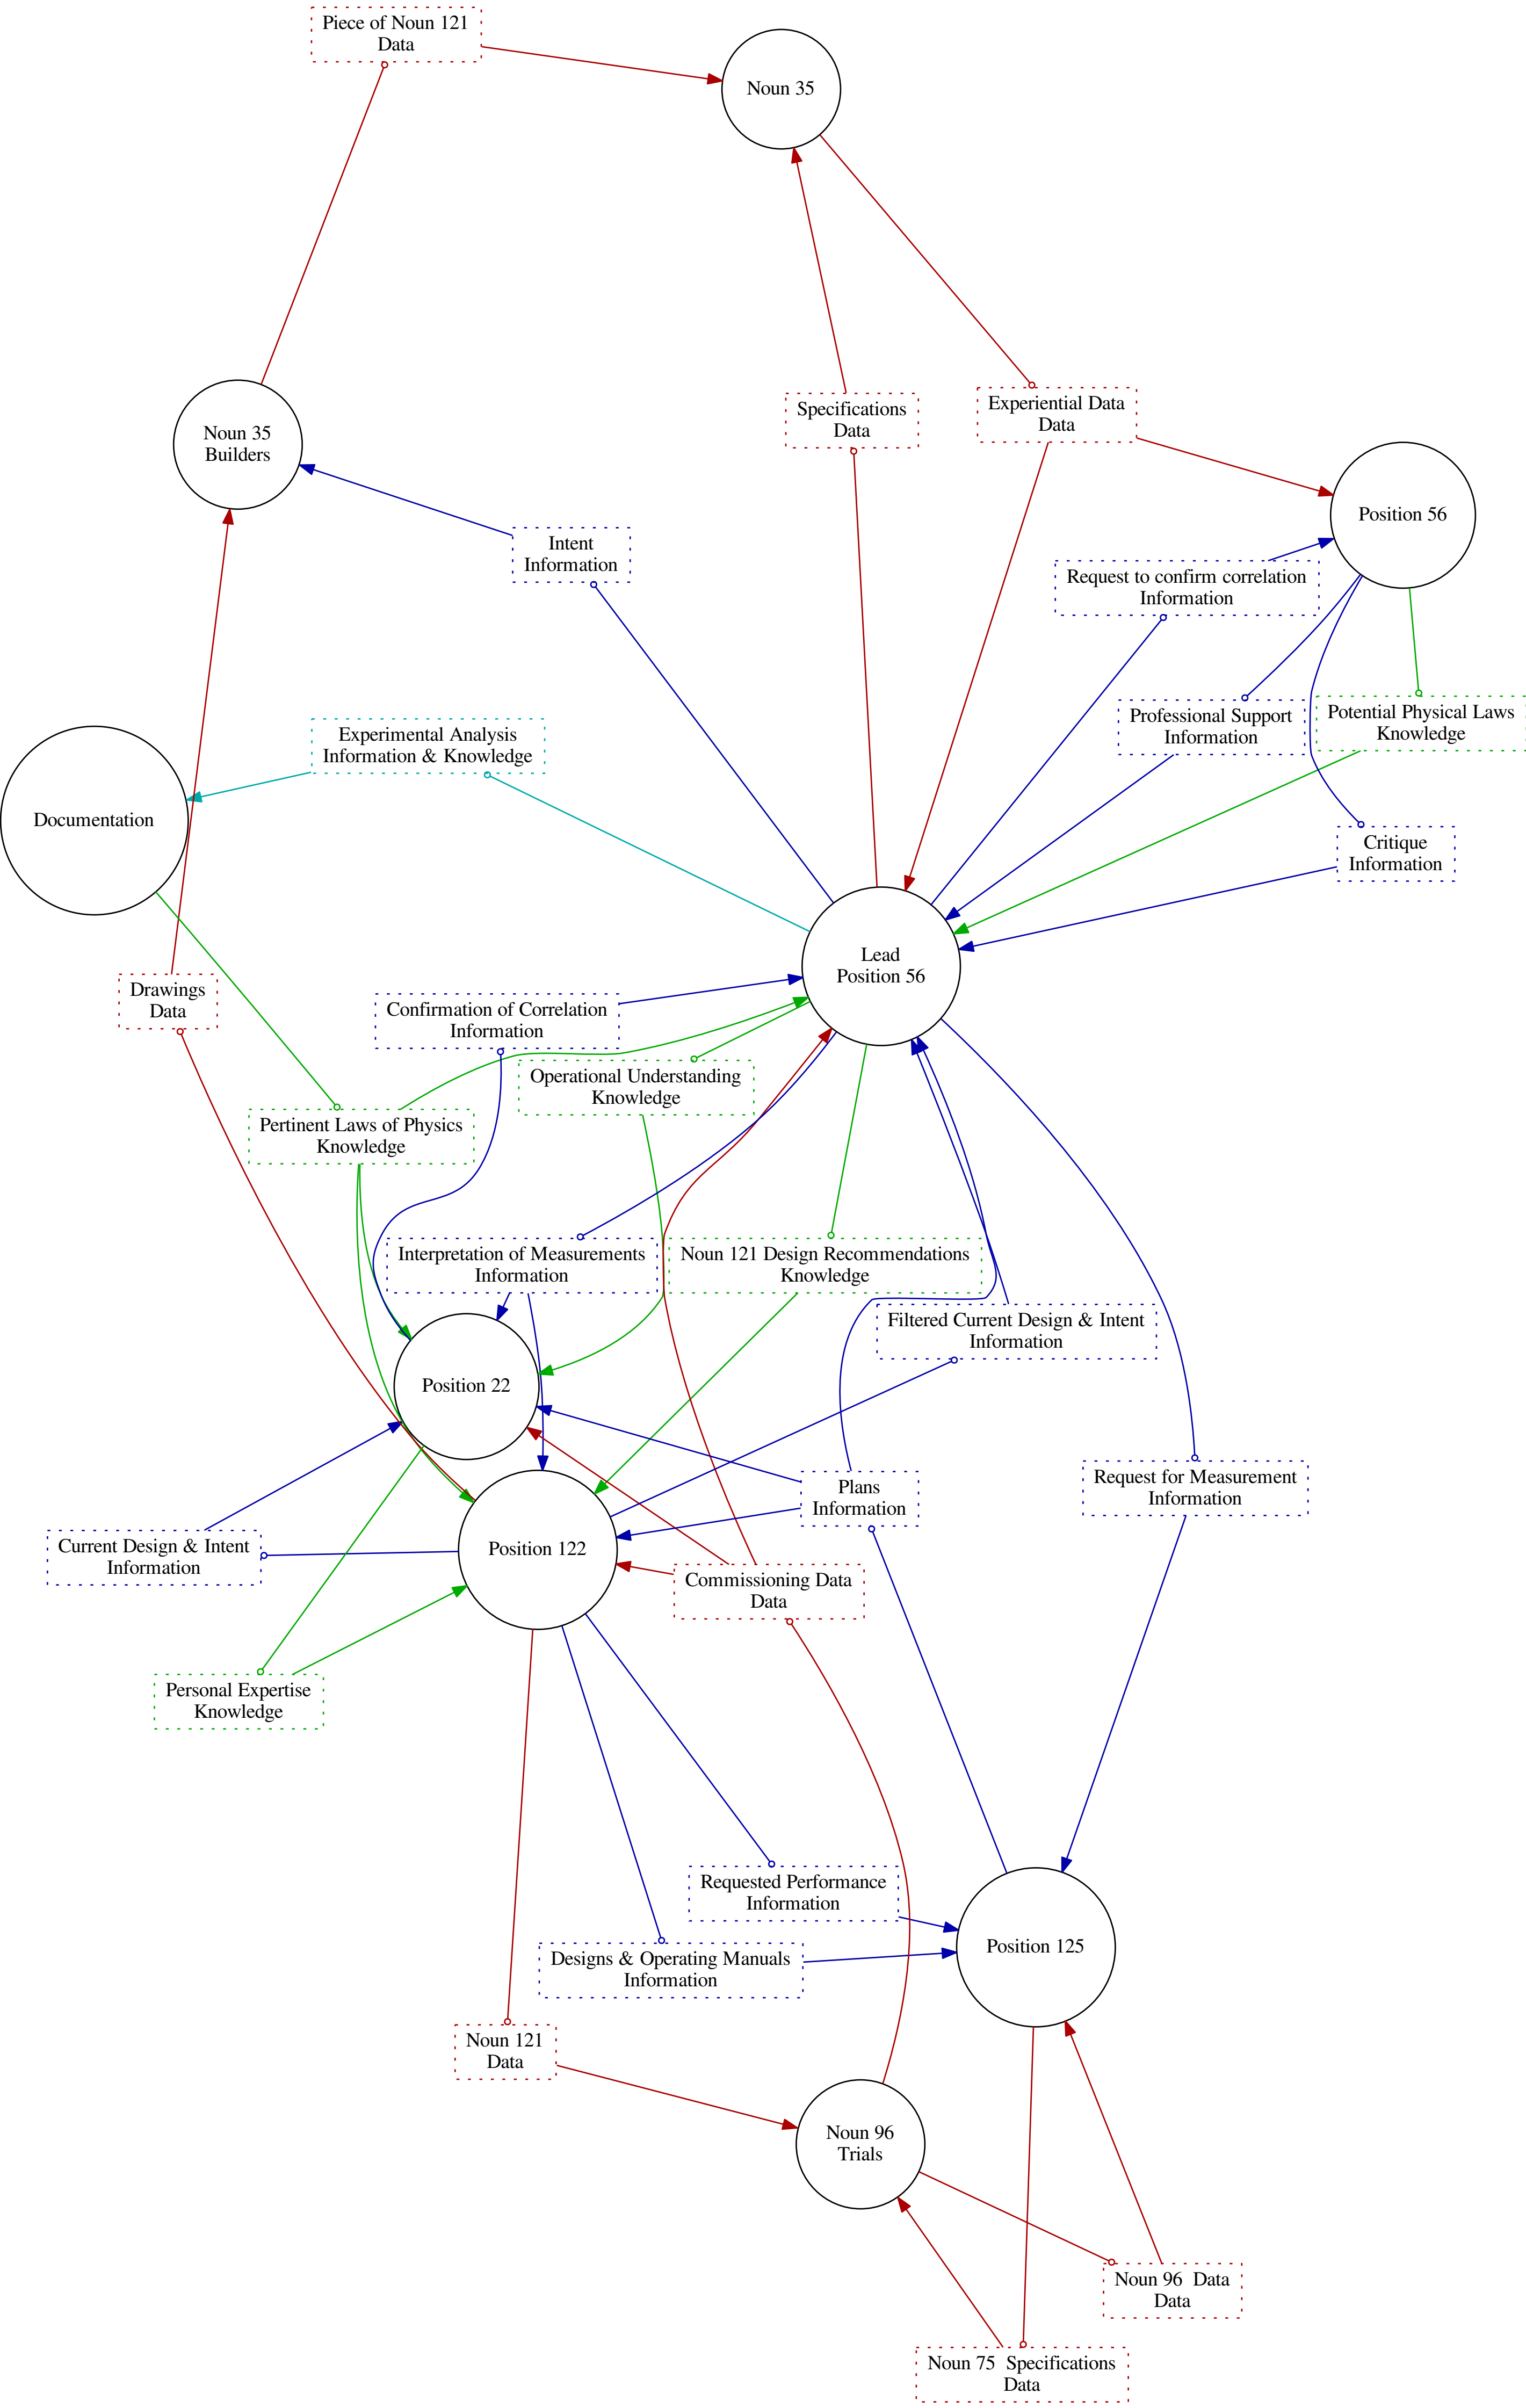 Piece of Noun 121
Data
Noun 35
Specifications
Data
Experiential Data
Data
Noun 35
Builders
Position 56
Intent
Information
Request to confirm correlation
Information
Professional Support
Information
Potential Physical Laws
Knowledge
Experimental Analysis
Information & Knowledge
Documentation
Critique
Information
Lead
Position 56
Drawings
Data
Confirmation of Correlation
Information
Operational Understanding
Knowledge
Pertinent Laws of Physics
Knowledge
Interpretation of Measurements
Information
Noun 121 Design Recommendations
Knowledge
Filtered Current Design & Intent
Information
Position 22
Plans
Information
Request for Measurement
Information
Current Design & Intent
Information
Position 122
Commissioning Data
Data
Personal Expertise
Knowledge
Requested Performance
Information
Designs & Operating Manuals
Information
Position 125
Noun 121
Data
Noun 96
Trials
Noun 96  Data
Data
Noun 75  Specifications
Data